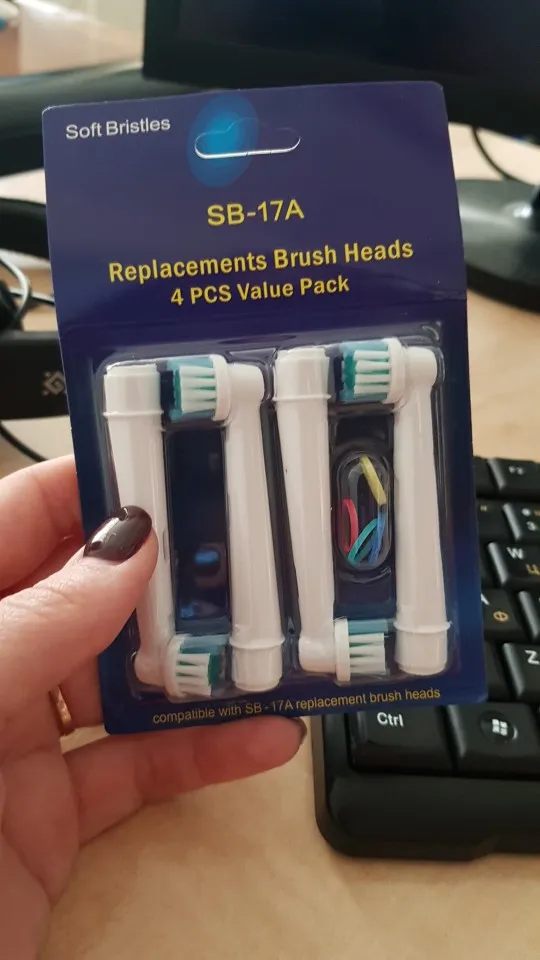 Soft Bristles
SB-17A
Replacements Brush Heads
4 PCS Value Pack
compatible with SB-17A replacement brush heads
W
Ц
Ф
Z
Ctrl